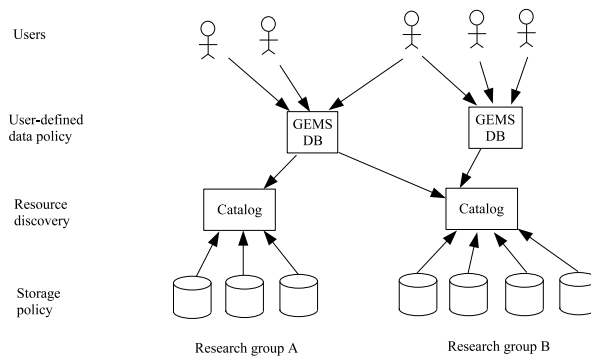 Users
User-defined
data policy
GEMS
DB
GEMS
DB
Resource
discovery
Catalog
Catalog
Storage
policy
Research group A
Research group B